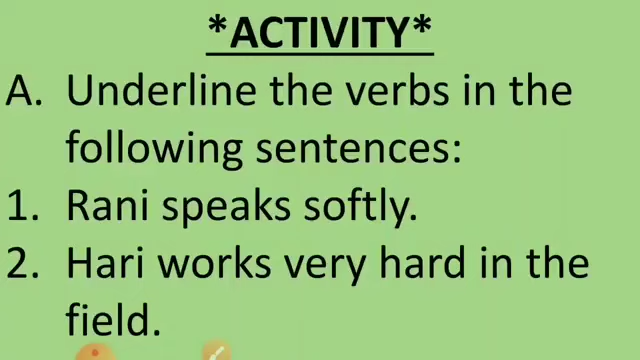 *ACTIVITY*
A. Underline the verbs in the
following sentences:
1. Rani speaks softly.
2. Hari works very hard in the
field.